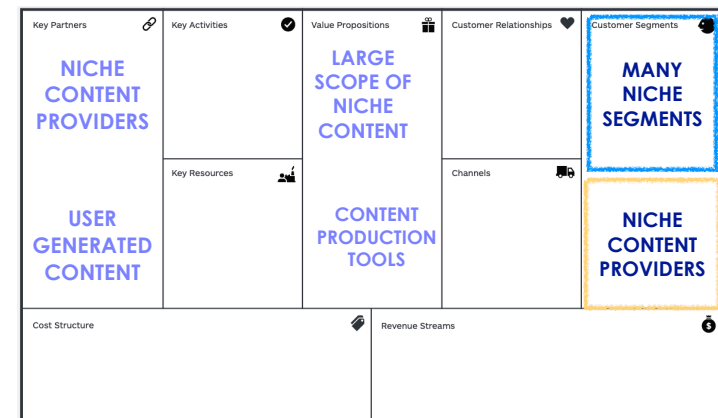 Key Partners
NICHE
CONTENT
PROVIDERS
USER
GENERATED
CONTENT
Key Activities
Key Resources
Value Propositions
LARGE
SCOPE OF
NICHE
CONTENT
CONTENT
PRODUCTION
TOOLS
Customer Relationships
Channels
Customer Segments
MANY
NICHE
SEGMENTS
NICHE
CONTENT
PROVIDERS
Cost Structure
Revenue Streams
$